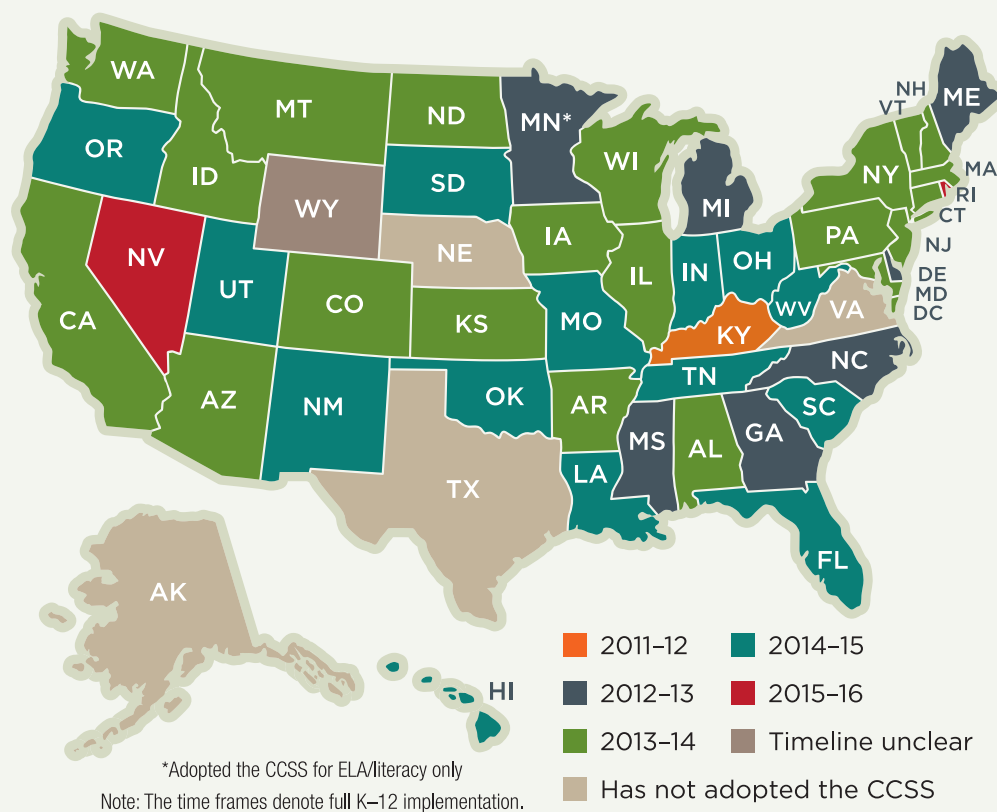 WA
MT
ND
MN*
ME
NH
VT
OR
ID
WY
SD
WI
MI
NY
MA
RI
CT
NV
UT
NE
IA
PA
NJ
CA
CO
KS
IL
IN
OH
DE
MD
DC
MO
WV
VA
KY
AZ
NM
OK
AR
TN
NC
MS
AL
GA
SC
TX
LA
FL
AK
HI
2011–12
2014–15
2012–13
2015–16
2013–14
Timeline unclear
Has not adopted the CCSS
*Adopted the CCSS for ELA/literacy only
Note: The time frames denote full K–12 implementation.